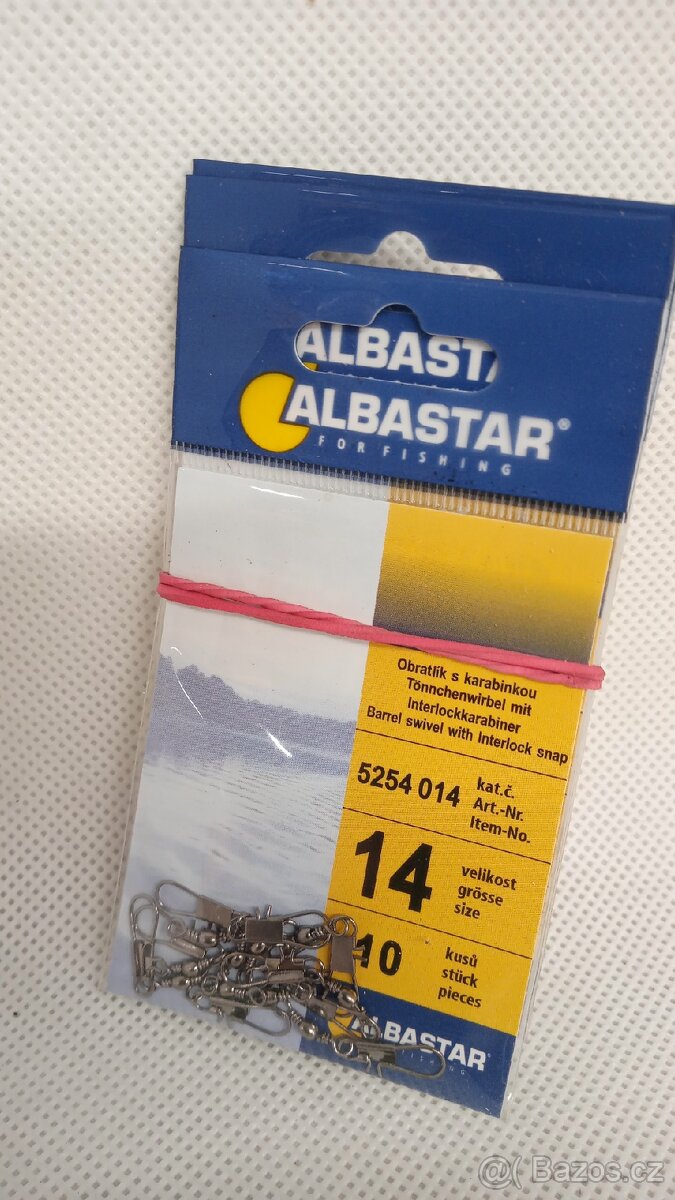 ALBAST
ALBASTAR®
FOR FISHING
Obratlík s karabinkou
Tönnchenwirbel mit
Interlockkarabiner
Barrel swivel with Interlock snap
5254 014
kat.č.
Art.-Nr.
Item-No.
14
velikost
grösse
size
10
kusů
stück
pieces
ALBASTAR®
FISHING
@( Bazos.cz